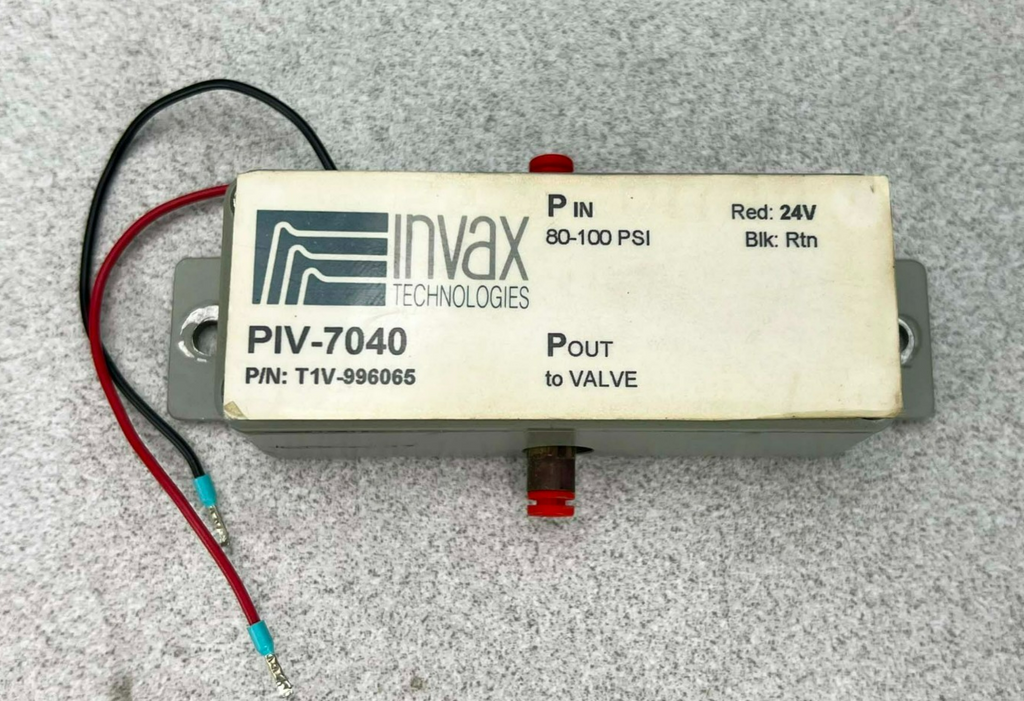 invax
TECHNOLOGIES
PIV-7040
P/N: T1V-996065
P IN
80-100 PSI
Red: 24V
Blk: Rtn
POUT
to VALVE